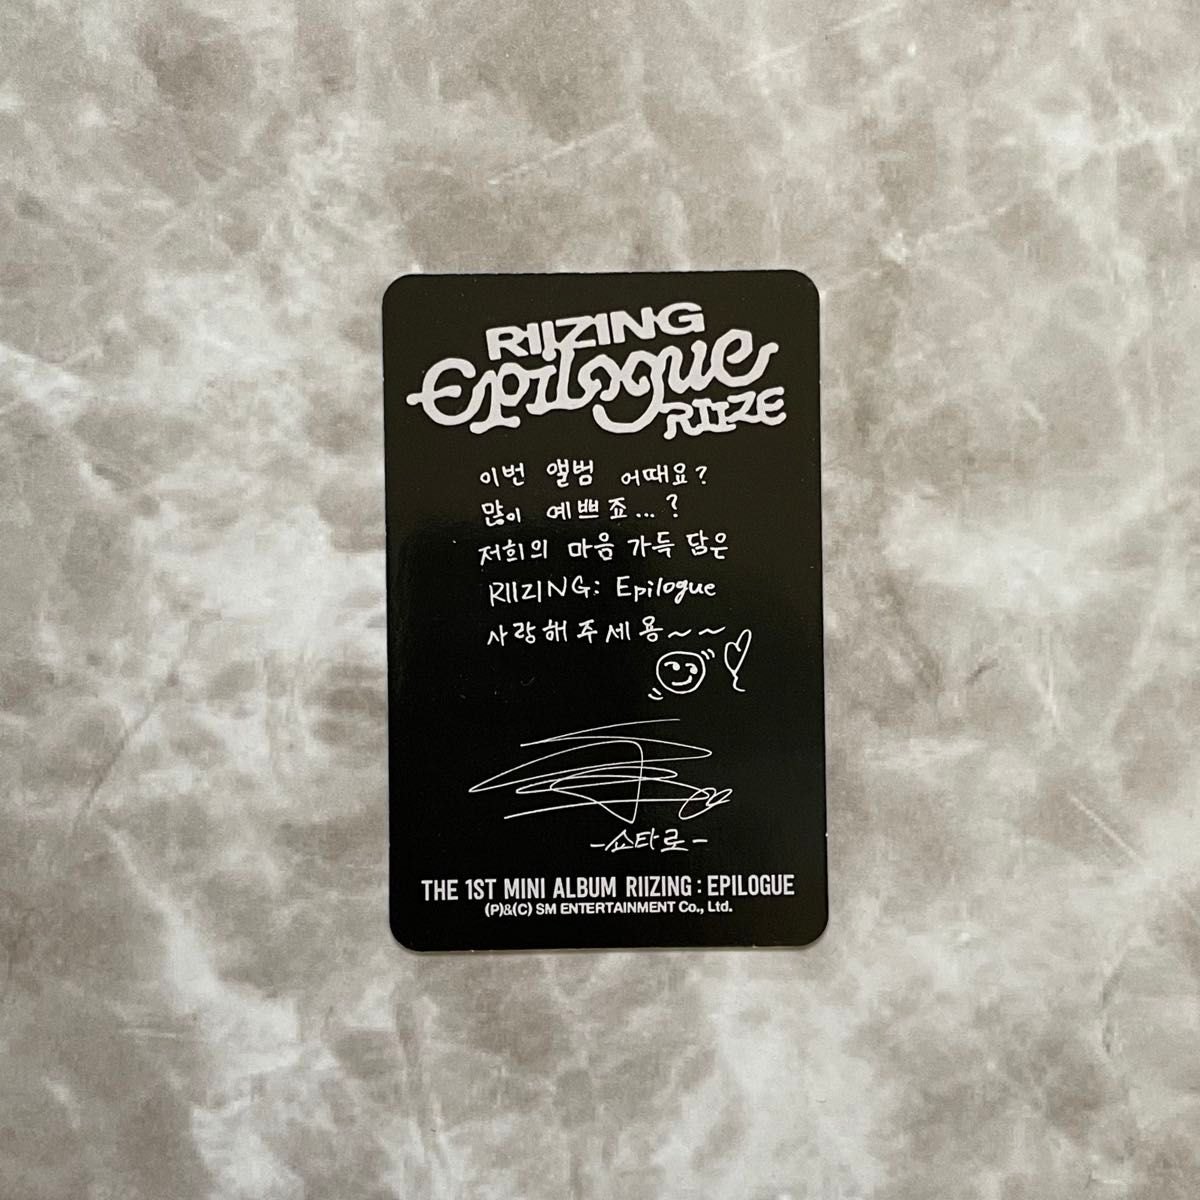 RIIZING
Epilogue
RIIZE
이번 앨범 어때요?
많이 예쁘죠...?
저희의 마음 가득 담은
RIIZING: Epilogue
사랑해주세용~~
-쇼타로-
THE 1ST MINI ALBUM RIIZING : EPILOGUE
(P)&(C) SM ENTERTAINMENT Co., Ltd.